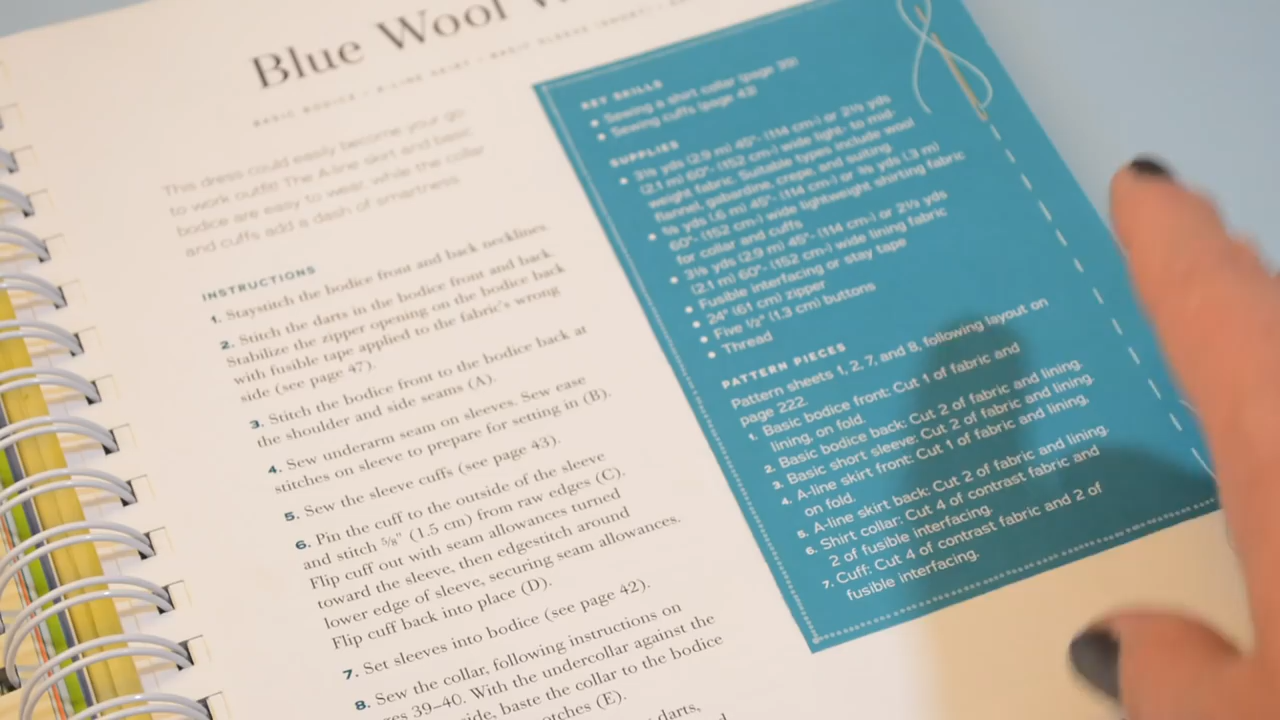 Blue Wool
BASIC BODICE • A-LINE SKIRT • BASIC SLEEVE (SHORT) •
This dress could easily become your go-
to work outfit! The A-line skirt and basic
bodice are easy to wear, while the collar
and cuffs add a dash of smartness.
INSTRUCTIONS
1. Staystitch the bodice front and back necklines.
2. Stitch the darts in the bodice front and back.
Stabilize the zipper opening on the bodice back
with fusible tape applied to the fabric's wrong
side (see page 47).
3. Stitch the bodice front to the bodice back at
the shoulder and side seams (A).
4. Sew underarm seam on sleeves. Sew ease
stitches on sleeve to prepare for setting in (B).
5. Sew the sleeve cuffs (see page 43).
6. Pin the cuff to the outside of the sleeve
and stitch ⅝" (1.5 cm) from raw edges (C).
Flip cuff out with seam allowances turned
toward the sleeve, then edgestitch around
lower edge of sleeve, securing seam allowances.
Flip cuff back into place (D).
7. Set sleeves into bodice (see page 42).
8. Sew the collar, following instructions on
39–40. With the undercollar against the
baste the collar to the bodice
(E).
darts,
KEY SKILLS
• Sewing a shirt collar (page 39)
• Sewing cuffs (page 43)
SUPPLIES
• 3⅛ yds (2.9 m) 45"- (114 cm-) or 2⅓ yds
(2.1 m) 60"- (152 cm-) wide light- to mid-
weight fabric. Suitable types include wool
flannel, gabardine, crepe, and suiting.
• ⅝ yds (.6 m) 45"- (114 cm-) or ⅜ yds (.3 m)
60"- (152 cm-) wide lightweight shirting fabric
for collar and cuffs
• 3⅛ yds (2.9 m) 45"- (114 cm-) or 2⅓ yds
(2.1 m) 60"- (152 cm-) wide lining fabric
• Fusible interfacing or stay tape
• 24" (61 cm) zipper
• Five ½" (1.3 cm) buttons
• Thread
PATTERN PIECES
Pattern sheets 1, 2, 7, and 8, following layout on
page 222.
1. Basic bodice front: Cut 1 of fabric and
lining, on fold.
2. Basic bodice back: Cut 2 of fabric and lining.
3. Basic short sleeve: Cut 2 of fabric and lining.
4. A-line skirt front: Cut 1 of fabric and lining,
on fold.
5. A-line skirt back: Cut 2 of fabric and lining.
6. Shirt collar: Cut 4 of contrast fabric and
2 of fusible interfacing.
7. Cuff: Cut 4 of contrast fabric and 2 of
fusible interfacing.